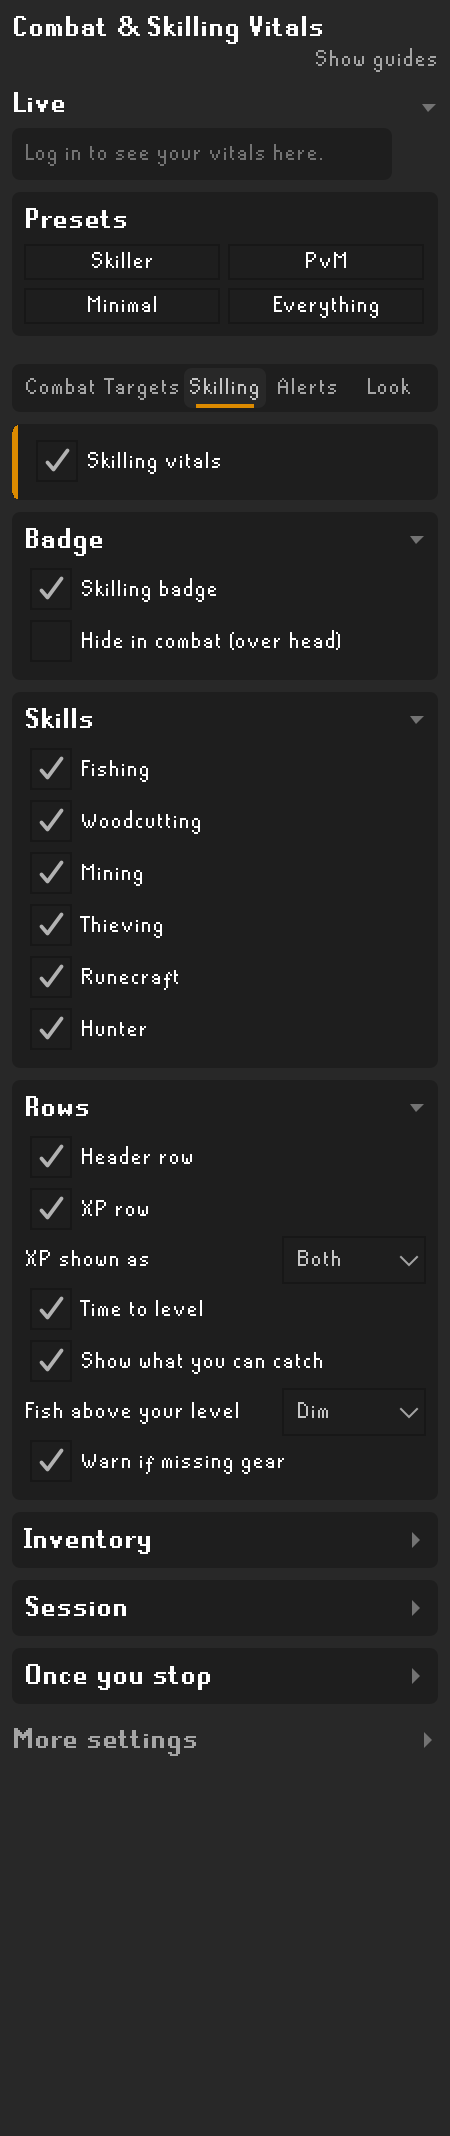 Combat & Skilling Vitals
Show guides
Live
Log in to see your vitals here.
Presets
Skiller
PvM
Minimal
Everything
Combat Targets Skilling Alerts Look
Skilling vitals
Badge
Skilling badge
Hide in combat (over head)
Skills
Fishing
Woodcutting
Mining
Thieving
Runecraft
Hunter
Rows
Header row
XP row
XP shown as Both
Time to level
Show what you can catch
Fish above your level Dim
Warn if missing gear
Inventory
Session
Once you stop
More settings